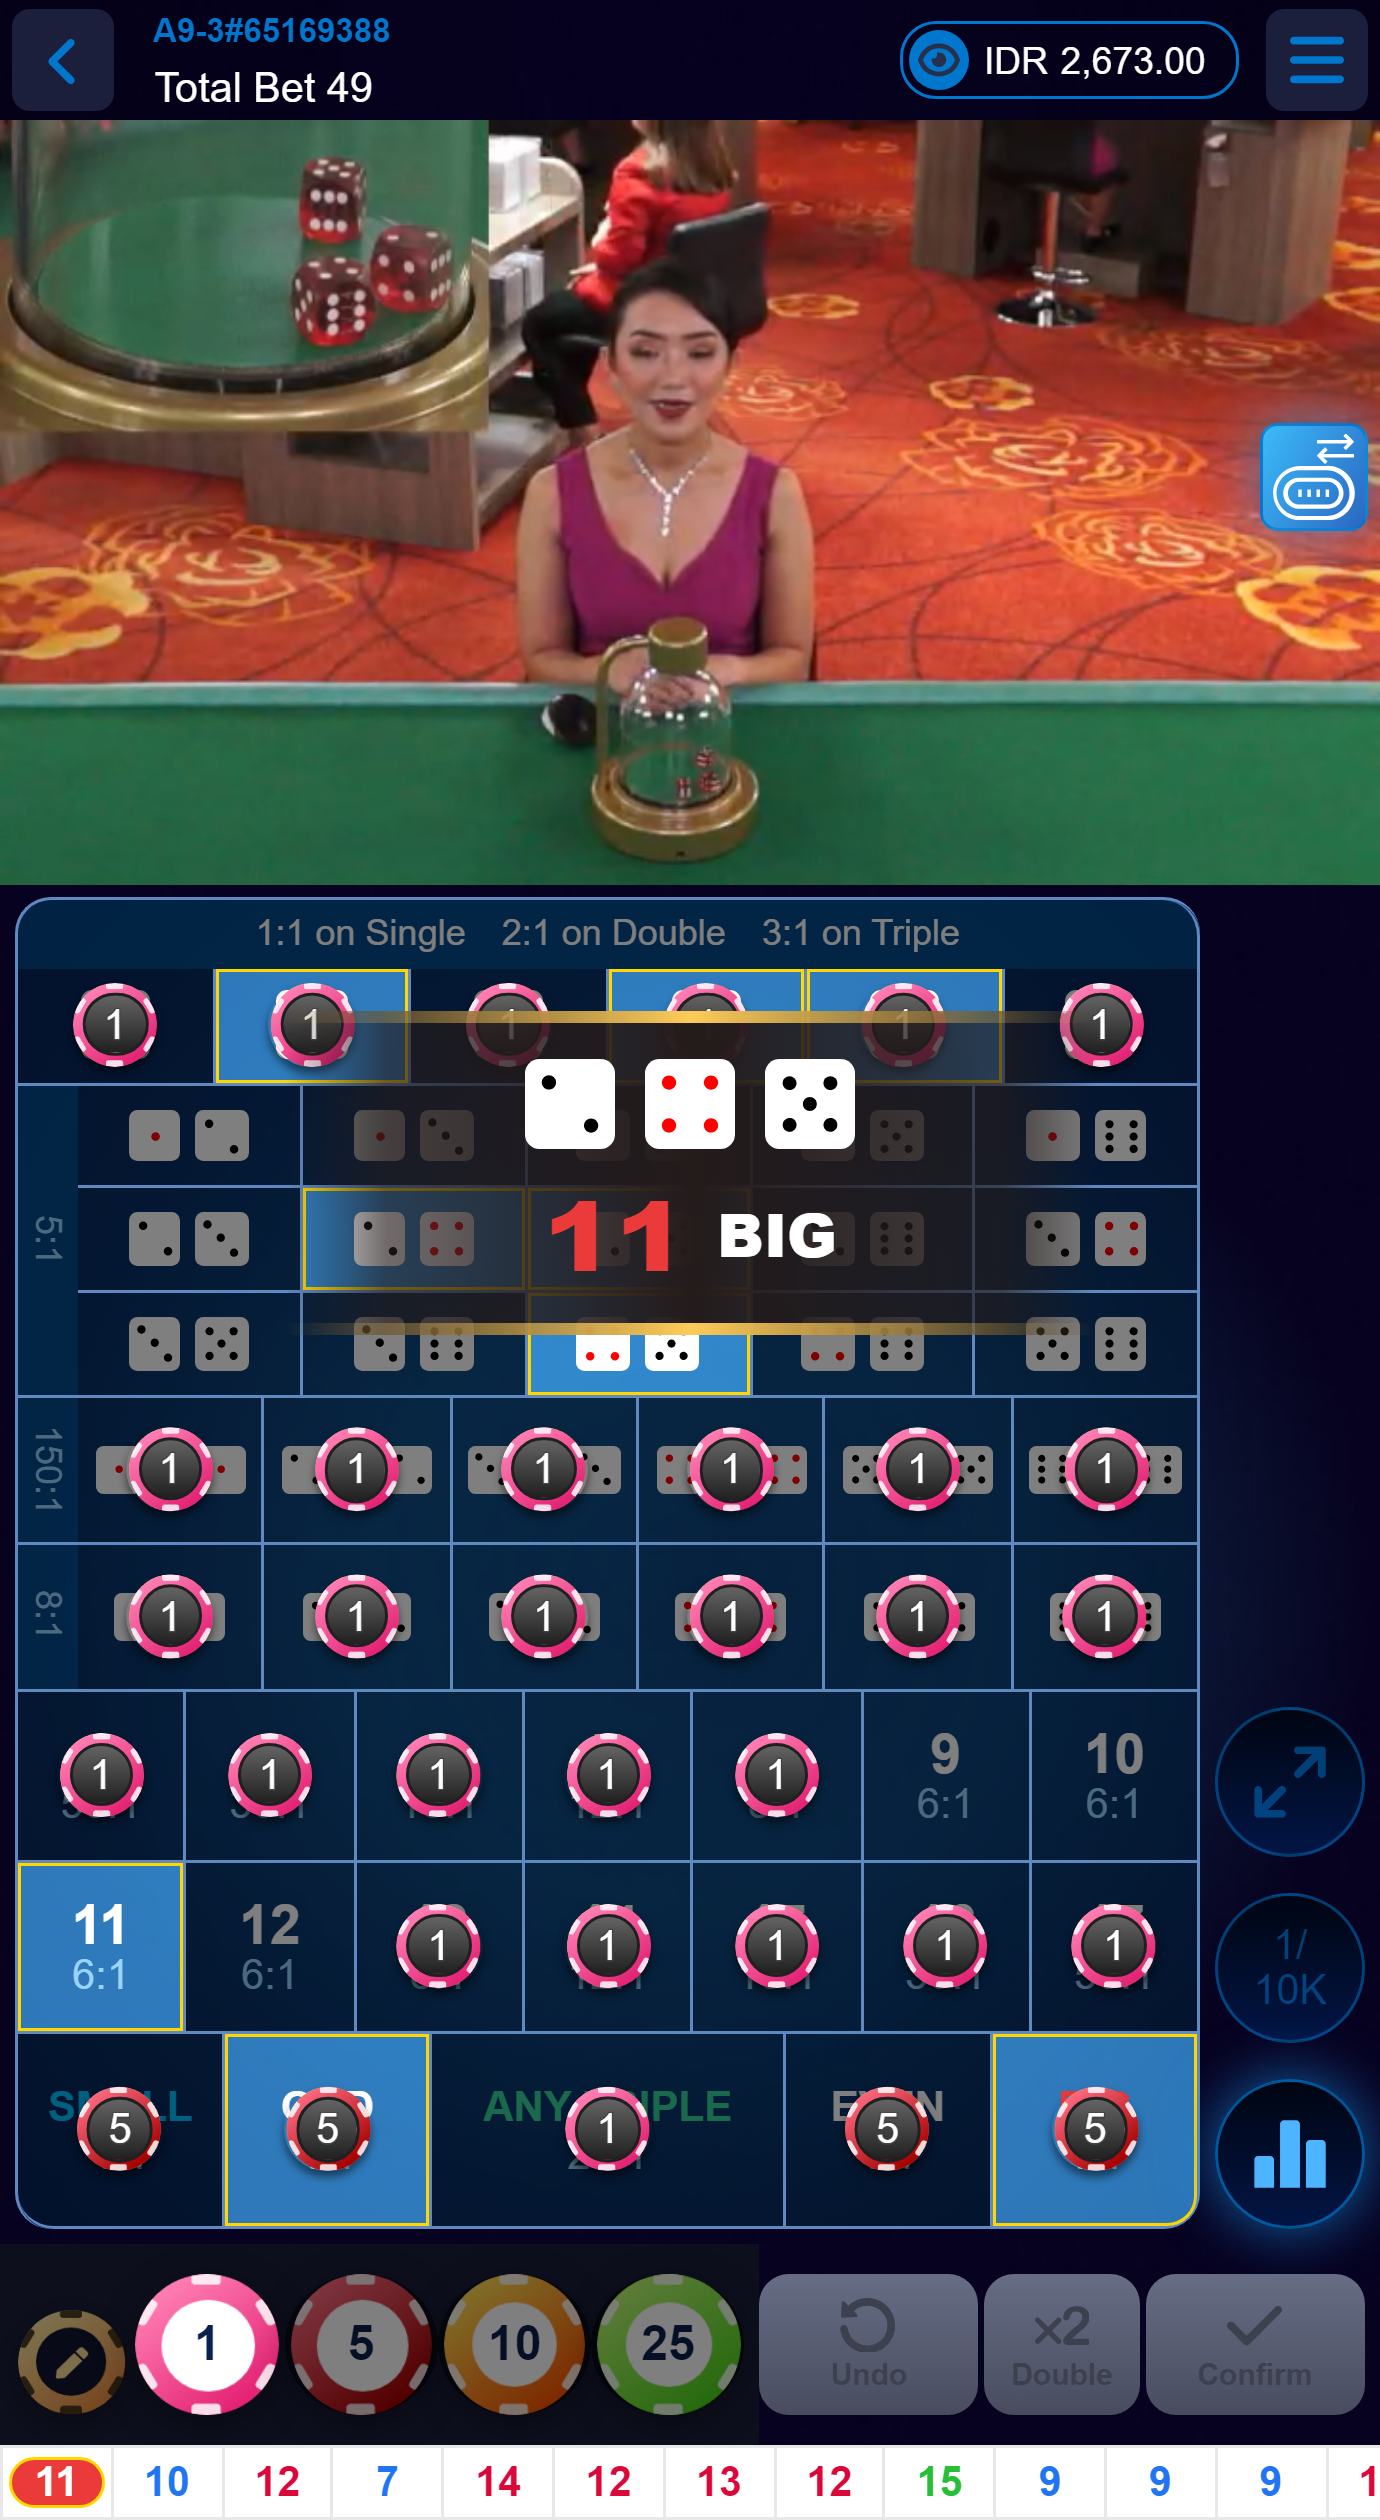 A9-3#65169388
Total Bet 49
IDR 2,673.00
1:1 on Single 2:1 on Double 3:1 on Triple
1 1 1 1 1
5:1
11 BIG
150:1
1 1 1 1 1 1
8:1
1 1 1 1 1 1
1 1 1 1 1 9 10
6:1 6:1
11 12 1 1 1 1 1
6:1 6:1
1/
10K
5 5 1 5 5
1 5 10 25
Undo
x2
Double
Confirm
11 10 12 7 14 12 13 12 15 9 9 9